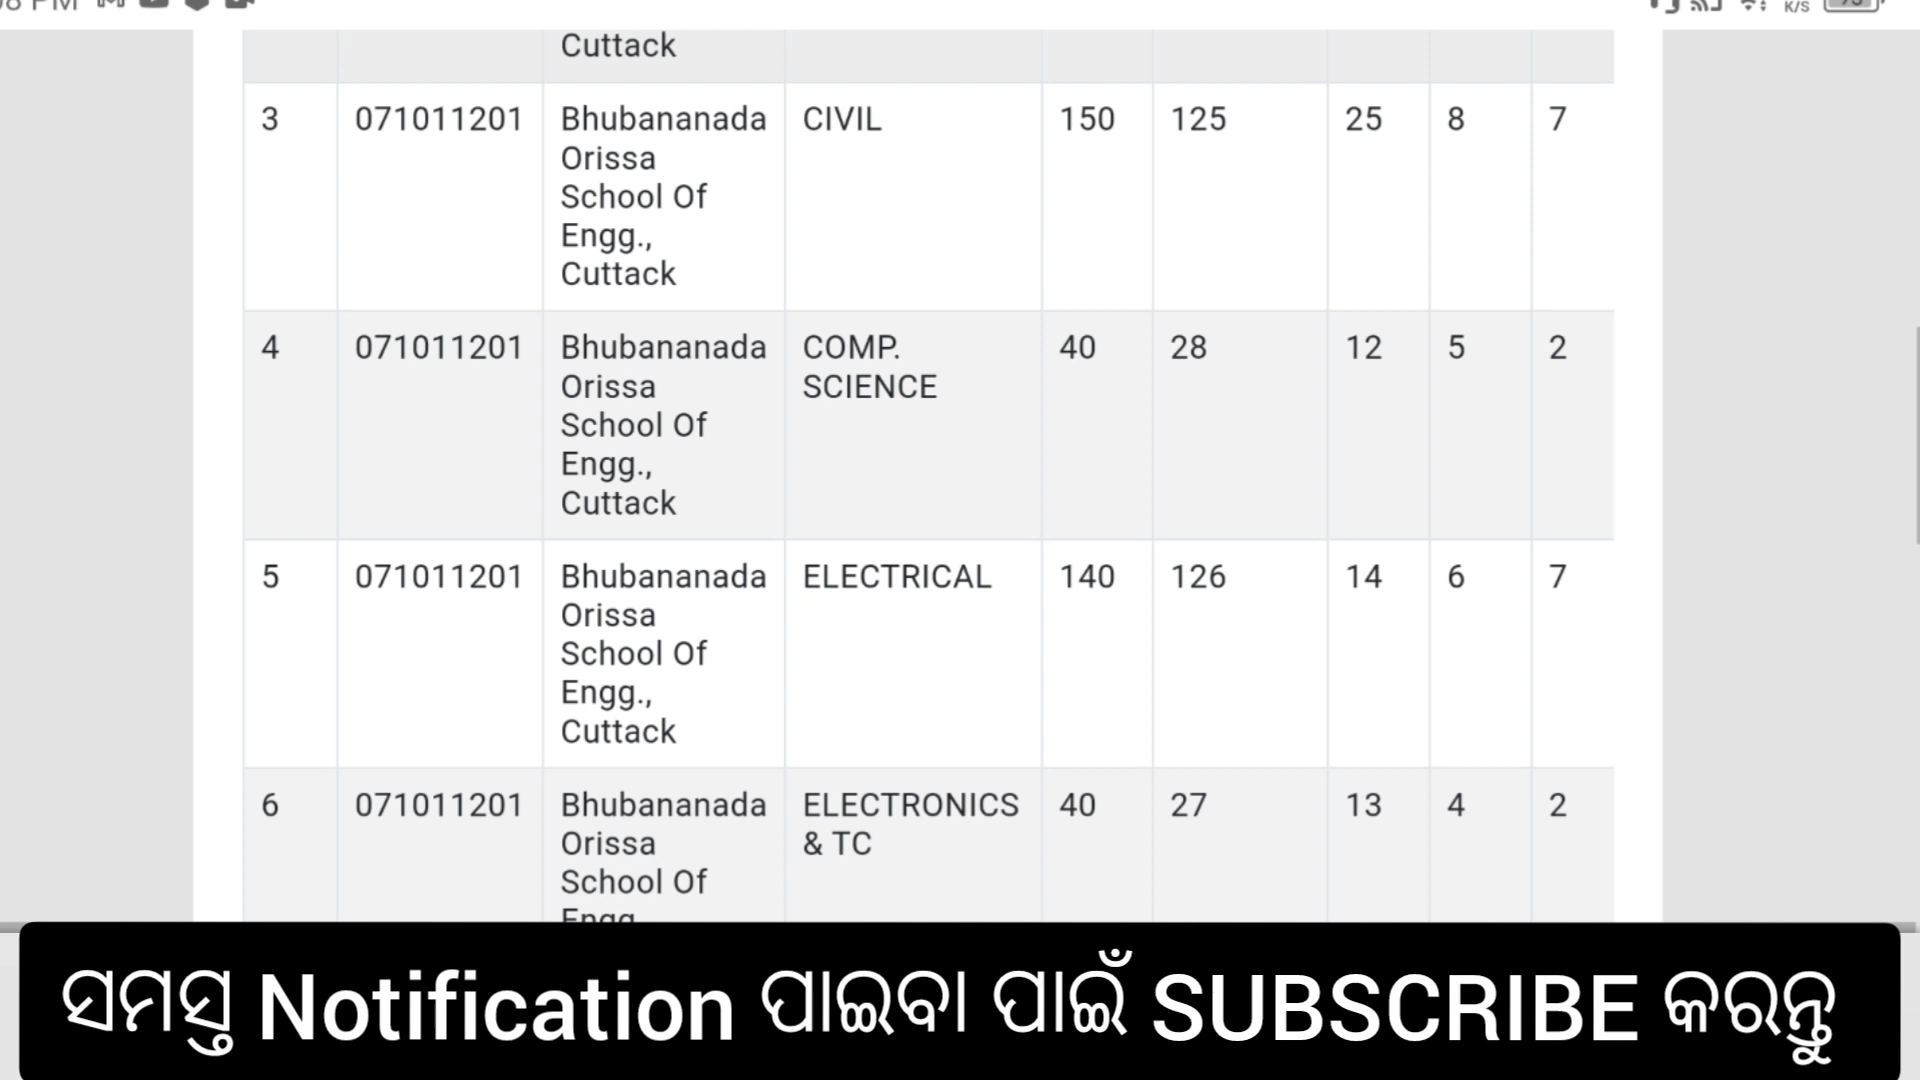 PM
K/S
Cuttack
3 071011201 Bhubananada CIVIL 150 125 25 8 7
Orissa
School Of
Engg.,
Cuttack
4 071011201 Bhubananada COMP. 40 28 12 5 2
Orissa SCIENCE
School Of
Engg.,
Cuttack
5 071011201 Bhubananada ELECTRICAL 140 126 14 6 7
Orissa
School Of
Engg.,
Cuttack
6 071011201 Bhubananada ELECTRONICS 40 27 13 4 2
Orissa & TC
School Of
Engg
ସମସ୍ତ Notification ପାଇବା ପାଇଁ SUBSCRIBE କରନ୍ତୁ